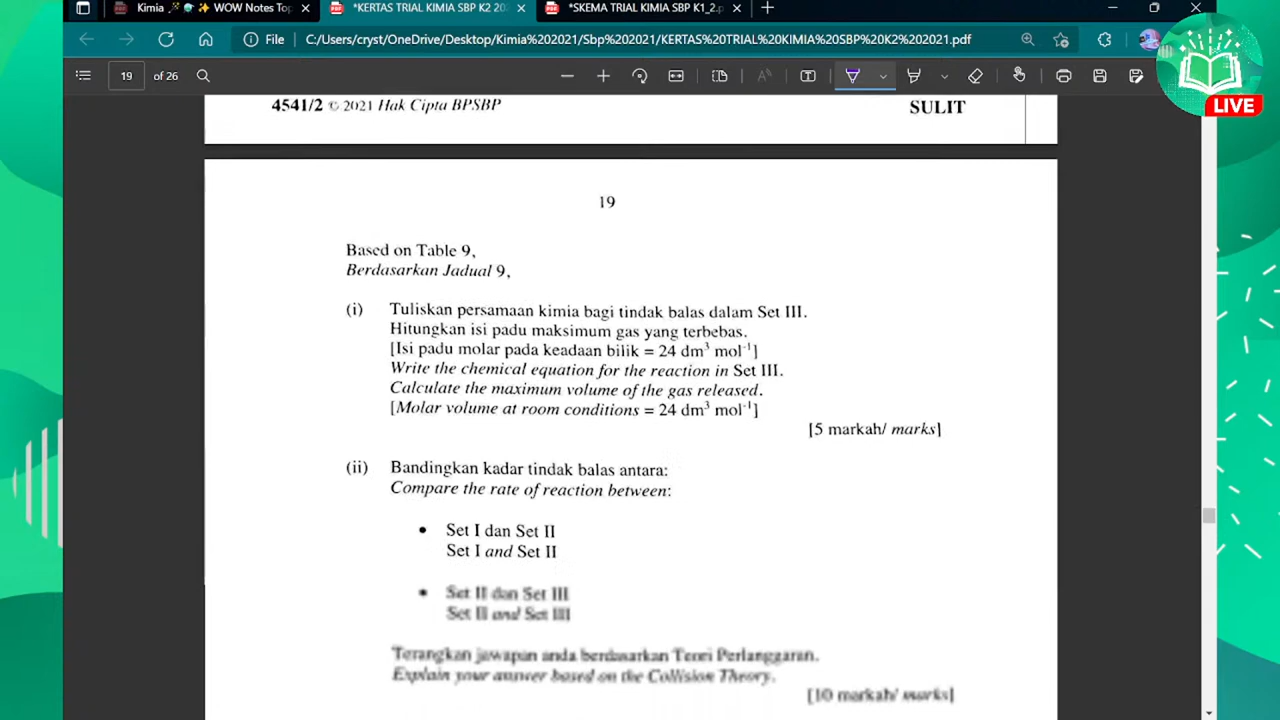 Kimia 🪄 🌍 ✨ WOW Notes Top
*KERTAS TRIAL KIMIA SBP K2 202
*SKEMA TRIAL KIMIA SBP K1_2.p
File C:/Users/cryst/OneDrive/Desktop/Kimia%202021/Sbp%202021/KERTAS%20TRIAL%20KIMIA%20SBP%20K2%202021.pdf
19 of 26
LIVE
4541/2 © 2021 Hak Cipta BPSBP SULIT
19
Based on Table 9,
Berdasarkan Jadual 9,
(i) Tuliskan persamaan kimia bagi tindak balas dalam Set III.
Hitungkan isi padu maksimum gas yang terbebas.
[Isi padu molar pada keadaan bilik = 24 dm³ mol⁻¹]
Write the chemical equation for the reaction in Set III.
Calculate the maximum volume of the gas released.
[Molar volume at room conditions = 24 dm³ mol⁻¹]
[5 markah/ marks]
(ii) Bandingkan kadar tindak balas antara:
Compare the rate of reaction between:
• Set I dan Set II
Set I and Set II
• Set II dan Set III
Set II and Set III
Terangkan jawapan anda berdasarkan Teori Perlanggaran.
Explain your answer based on the Collision Theory.
[10 markah/ marks]